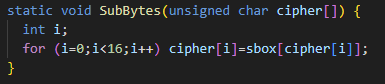 static void SubBytes(unsigned char cipher[]) {
  int i;
  for (i=0;i<16;i++) cipher[i]=sbox[cipher[i]];
}